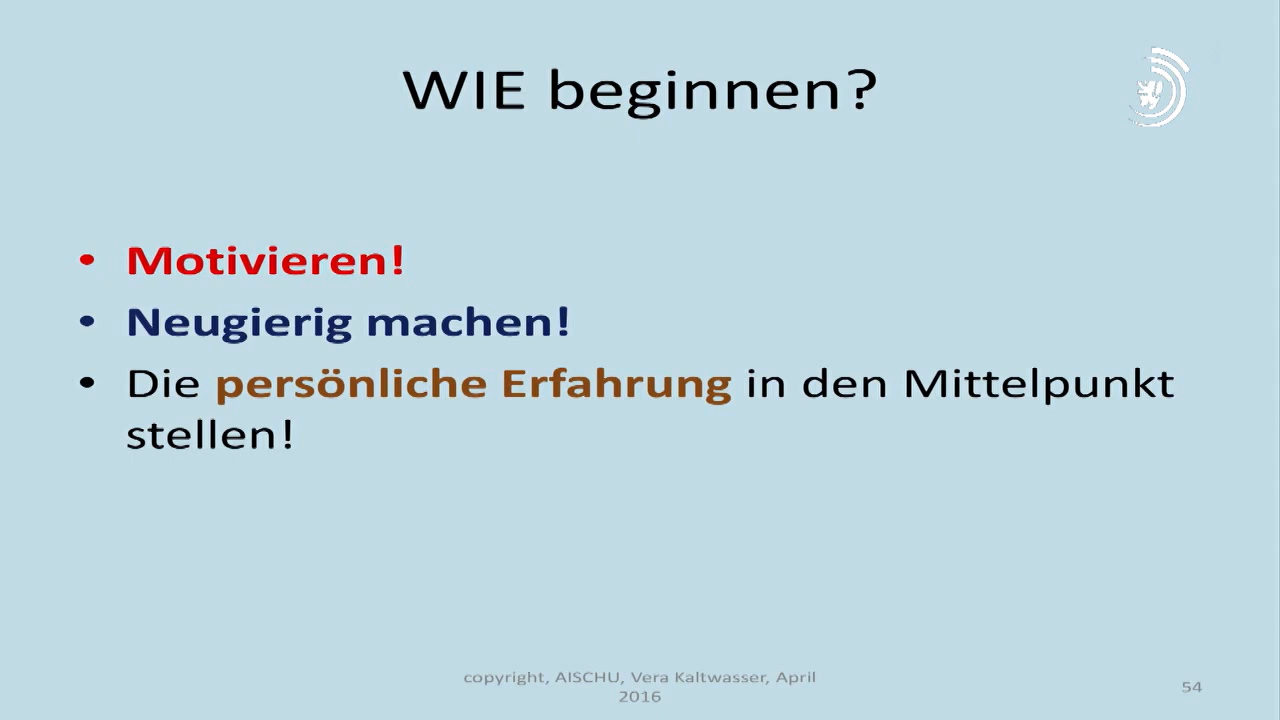 WIE beginnen?
• Motivieren!
• Neugierig machen!
• Die persönliche Erfahrung in den Mittelpunkt
stellen!
copyright, AISCHU, Vera Kaltwasser, April
2016
54